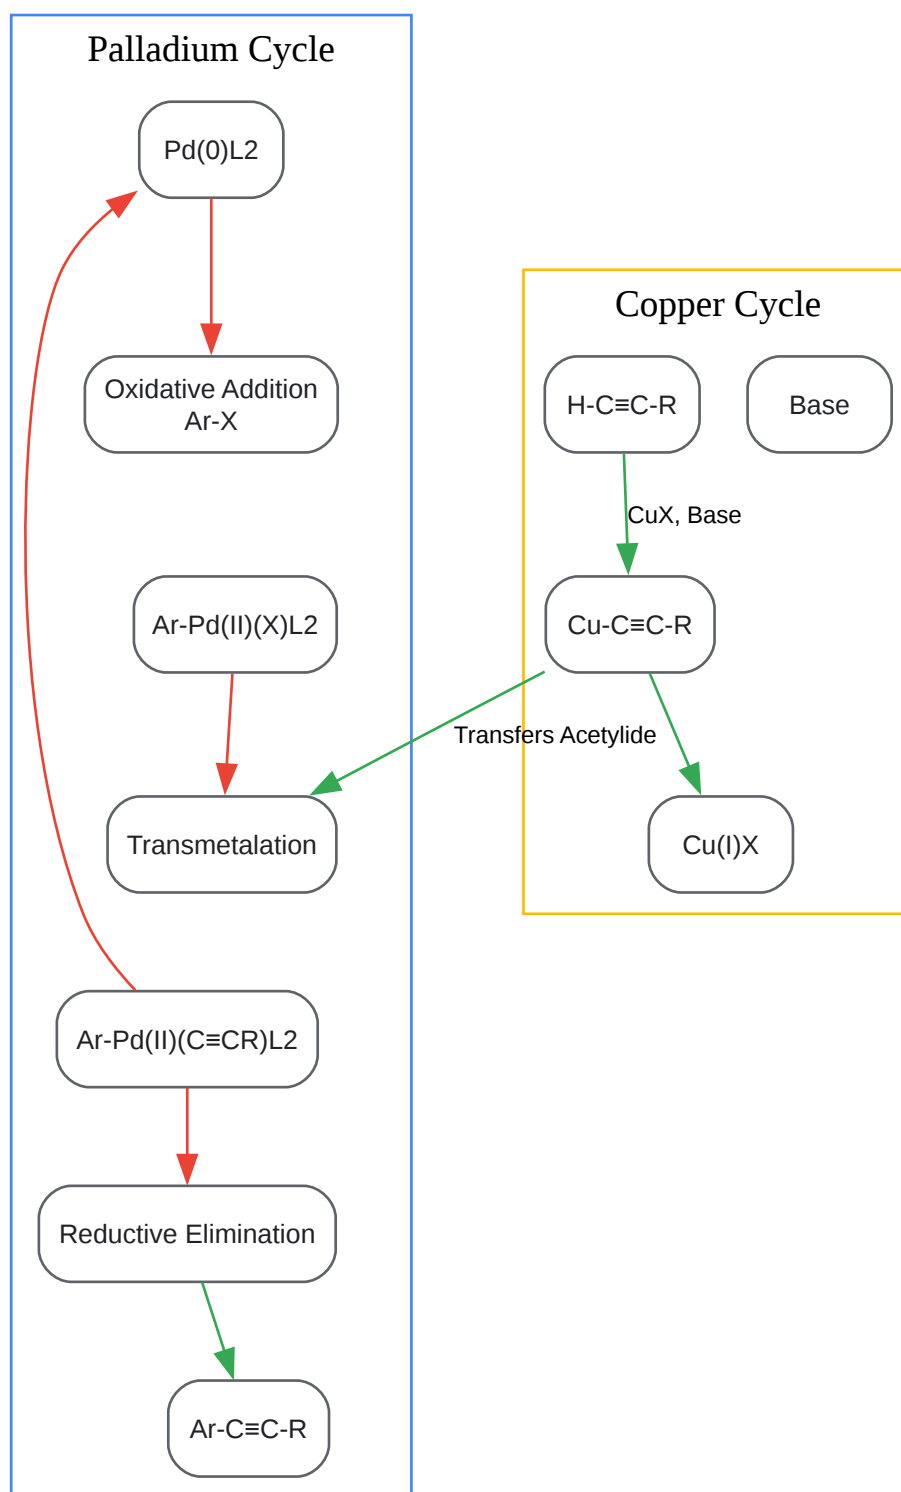 Palladium Cycle
Pd(0)L2
Oxidative Addition
Ar-X
Ar-Pd(II)(X)L2
Transmetalation
Ar-Pd(II)(C≡CR)L2
Reductive Elimination
Ar-C≡C-R
Copper Cycle
H-C≡C-R
Base
CuX, Base
Cu-C≡C-R
Transfers Acetylide
Cu(I)X